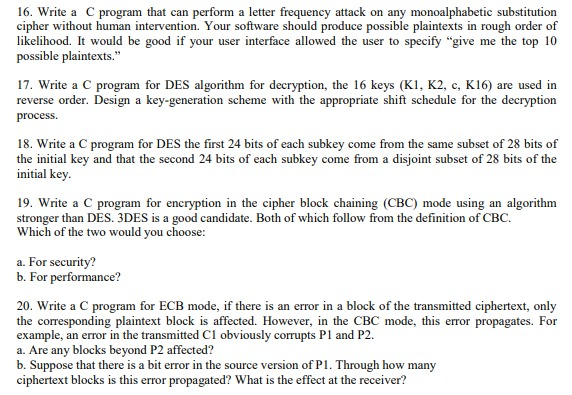 16. Write a C program that can perform a letter frequency attack on any monoalphabetic substitution
cipher without human intervention. Your software should produce possible plaintexts in rough order of
likelihood. It would be good if your user interface allowed the user to specify “give me the top 10
possible plaintexts.”
17. Write a C program for DES algorithm for decryption, the 16 keys (K1, K2, c, K16) are used in
reverse order. Design a key-generation scheme with the appropriate shift schedule for the decryption
process.
18. Write a C program for DES the first 24 bits of each subkey come from the same subset of 28 bits of
the initial key and that the second 24 bits of each subkey come from a disjoint subset of 28 bits of the
initial key.
19. Write a C program for encryption in the cipher block chaining (CBC) mode using an algorithm
stronger than DES. 3DES is a good candidate. Both of which follow from the definition of CBC.
Which of the two would you choose:
a. For security?
b. For performance?
20. Write a C program for ECB mode, if there is an error in a block of the transmitted ciphertext, only
the corresponding plaintext block is affected. However, in the CBC mode, this error propagates. For
example, an error in the transmitted C1 obviously corrupts P1 and P2.
a. Are any blocks beyond P2 affected?
b. Suppose that there is a bit error in the source version of P1. Through how many
ciphertext blocks is this error propagated? What is the effect at the receiver?